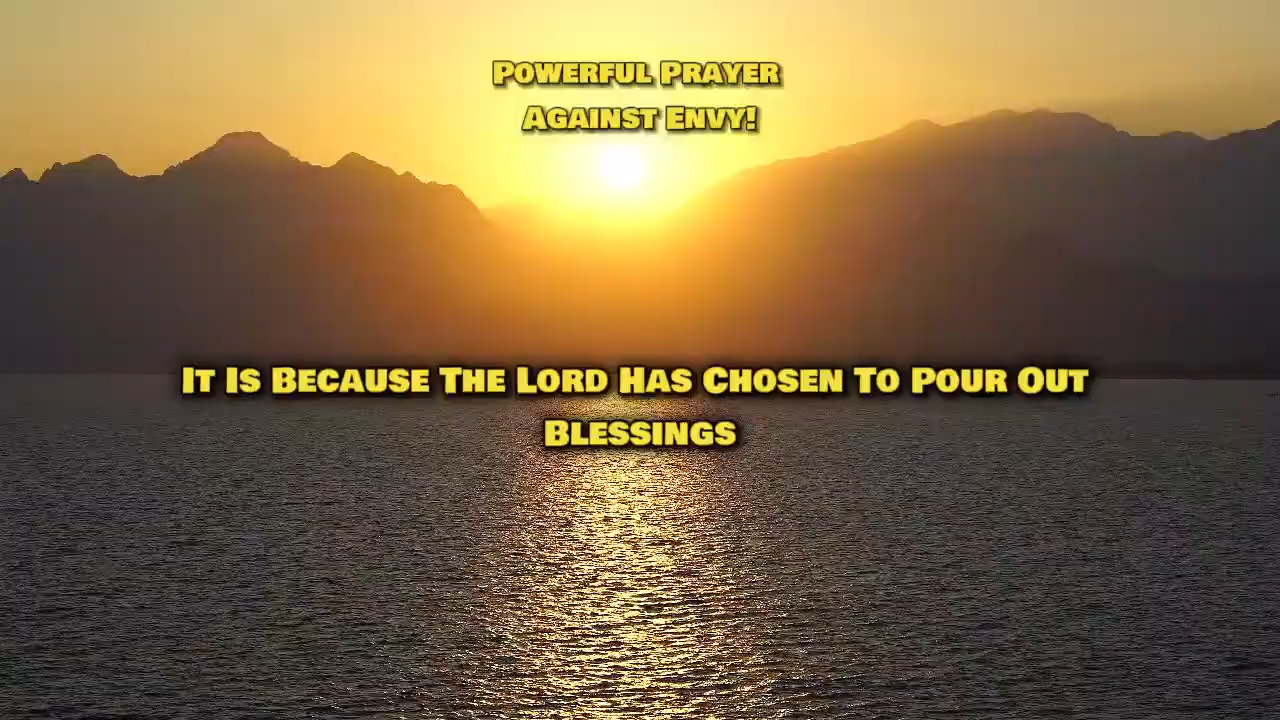 Powerful Prayer
Against Envy!
It Is Because The Lord Has Chosen To Pour Out
Blessings